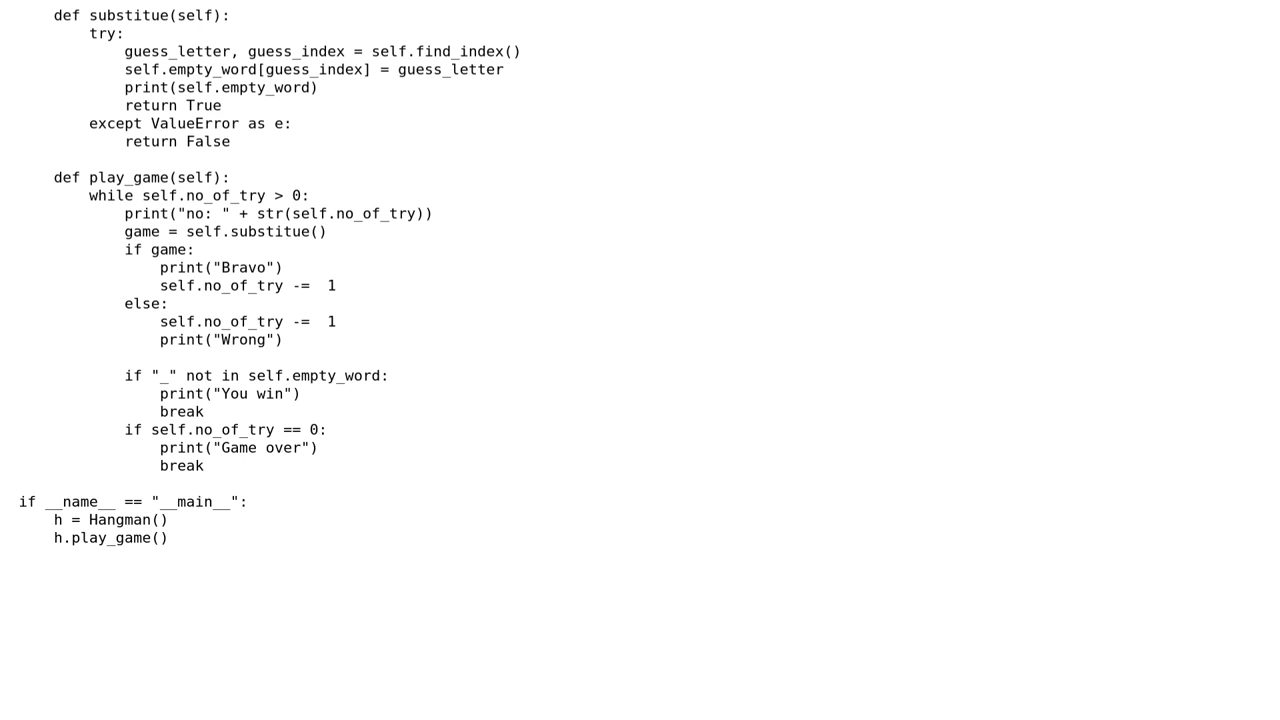 def substitue(self):
        try:
            guess_letter, guess_index = self.find_index()
            self.empty_word[guess_index] = guess_letter
            print(self.empty_word)
            return True
        except ValueError as e:
            return False

    def play_game(self):
        while self.no_of_try > 0:
            print("no: " + str(self.no_of_try))
            game = self.substitue()
            if game:
                print("Bravo")
                self.no_of_try -=  1
            else:
                self.no_of_try -=  1
                print("Wrong")

            if "_" not in self.empty_word:
                print("You win")
                break
            if self.no_of_try == 0:
                print("Game over")
                break

if __name__ == "__main__":
    h = Hangman()
    h.play_game()